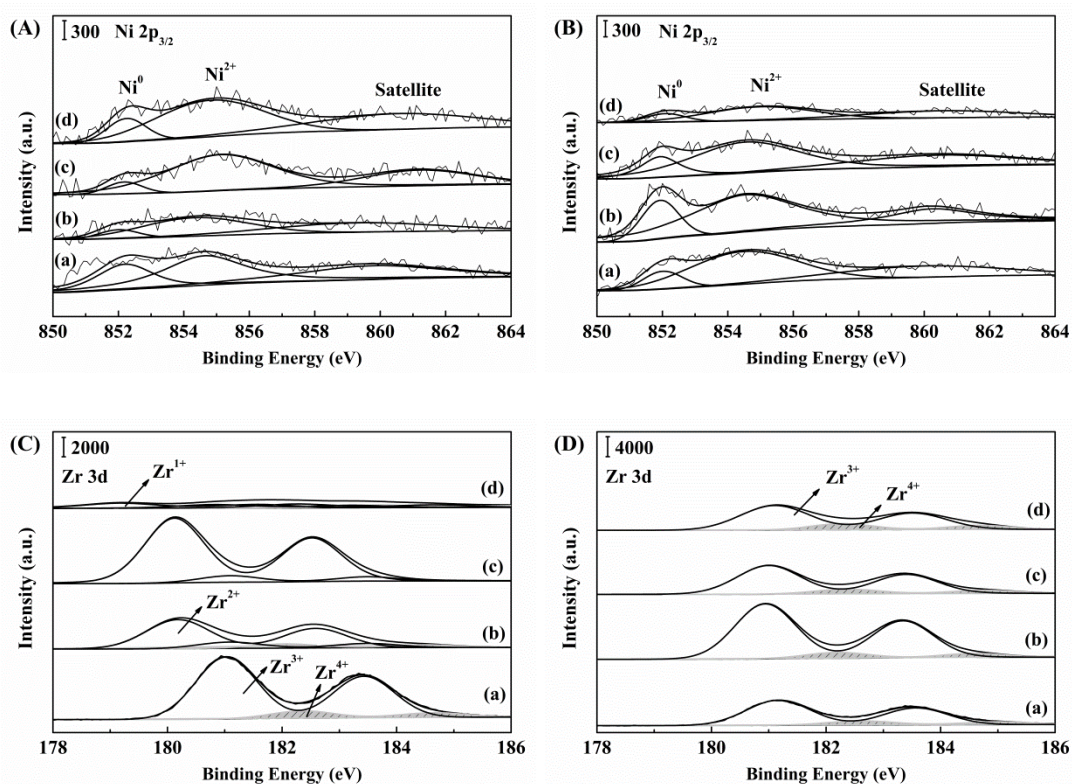 (A) 300 Ni 2p3/2
Ni0 Ni2+ Satellite
(d)
(c)
(b)
(a)
Intensity (a.u.)
850 852 854 856 858 860 862 864
Binding Energy (eV)
(B) 300 Ni 2p3/2
Ni0 Ni2+ Satellite
(d)
(c)
(b)
(a)
Intensity (a.u.)
850 852 854 856 858 860 862 864
Binding Energy (eV)
(C) 2000
Zr 3d Zr1+
(d)
(c)
Zr2+
(b)
Zr3+ Zr4+
(a)
Intensity (a.u.)
178 180 182 184 186
Binding Energy (eV)
(D) 4000
Zr 3d Zr3+ Zr4+
(d)
(c)
(b)
(a)
Intensity (a.u.)
178 180 182 184 186
Binding Energy (eV)